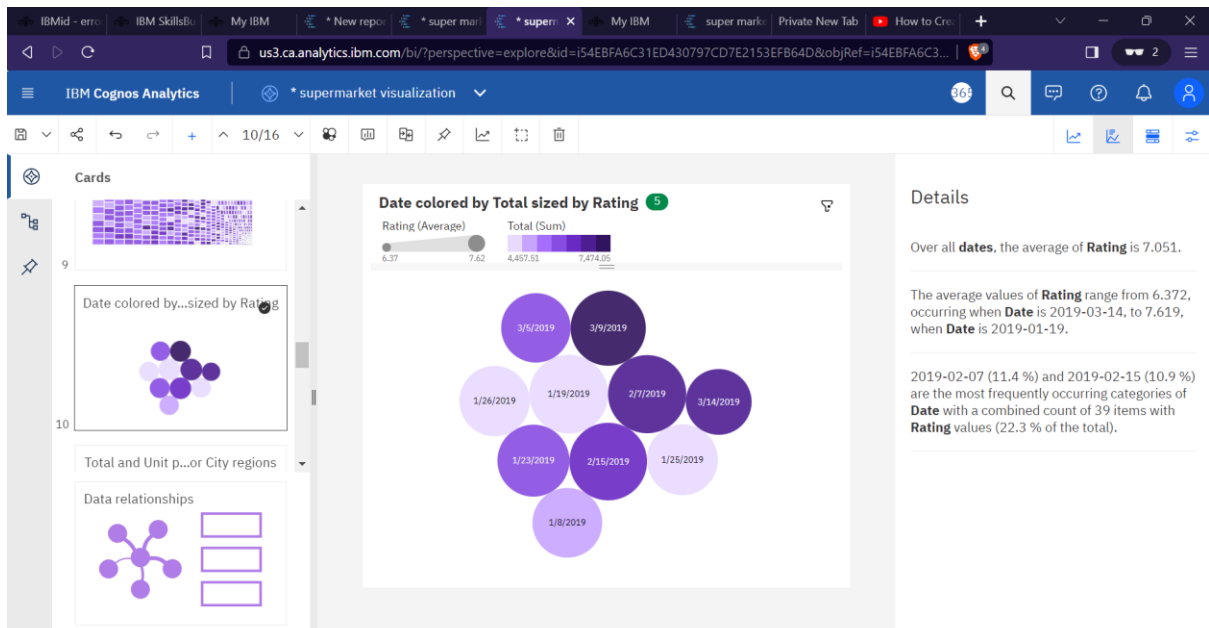 IBMid - erro
IBM SkillsBu
My IBM
* New repor
* super mark
* superm
My IBM
super marke
Private New Tab
How to Crea
us3.ca.analytics.ibm.com/bi/?perspective=explore&id=i54EBFA6C31ED430797CD7E2153EFB64D&objRef=i54EBFA6C3...
4
2
IBM Cognos Analytics
* supermarket visualization
365
10/16
Cards
9
Date colored by...sized by Rating
10
Total and Unit p...or City regions
Data relationships
Date colored by Total sized by Rating 5
Rating (Average)
6.37 7.62
Total (Sum)
4,457.51 7,474.05
3/5/2019
3/9/2019
1/26/2019
1/19/2019
2/7/2019
3/14/2019
1/23/2019
2/15/2019
1/25/2019
1/8/2019
Details
Over all dates, the average of Rating is 7.051.
The average values of Rating range from 6.372,
occurring when Date is 2019-03-14, to 7.619,
when Date is 2019-01-19.
2019-02-07 (11.4 %) and 2019-02-15 (10.9 %)
are the most frequently occurring categories of
Date with a combined count of 39 items with
Rating values (22.3 % of the total).